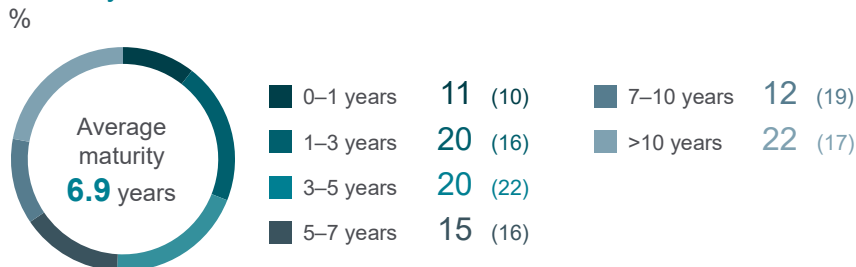 %
Average
maturity
6.9 years
0–1 years 11 (10)
1–3 years 20 (16)
3–5 years 20 (22)
5–7 years 15 (16)
7–10 years 12 (19)
>10 years 22 (17)